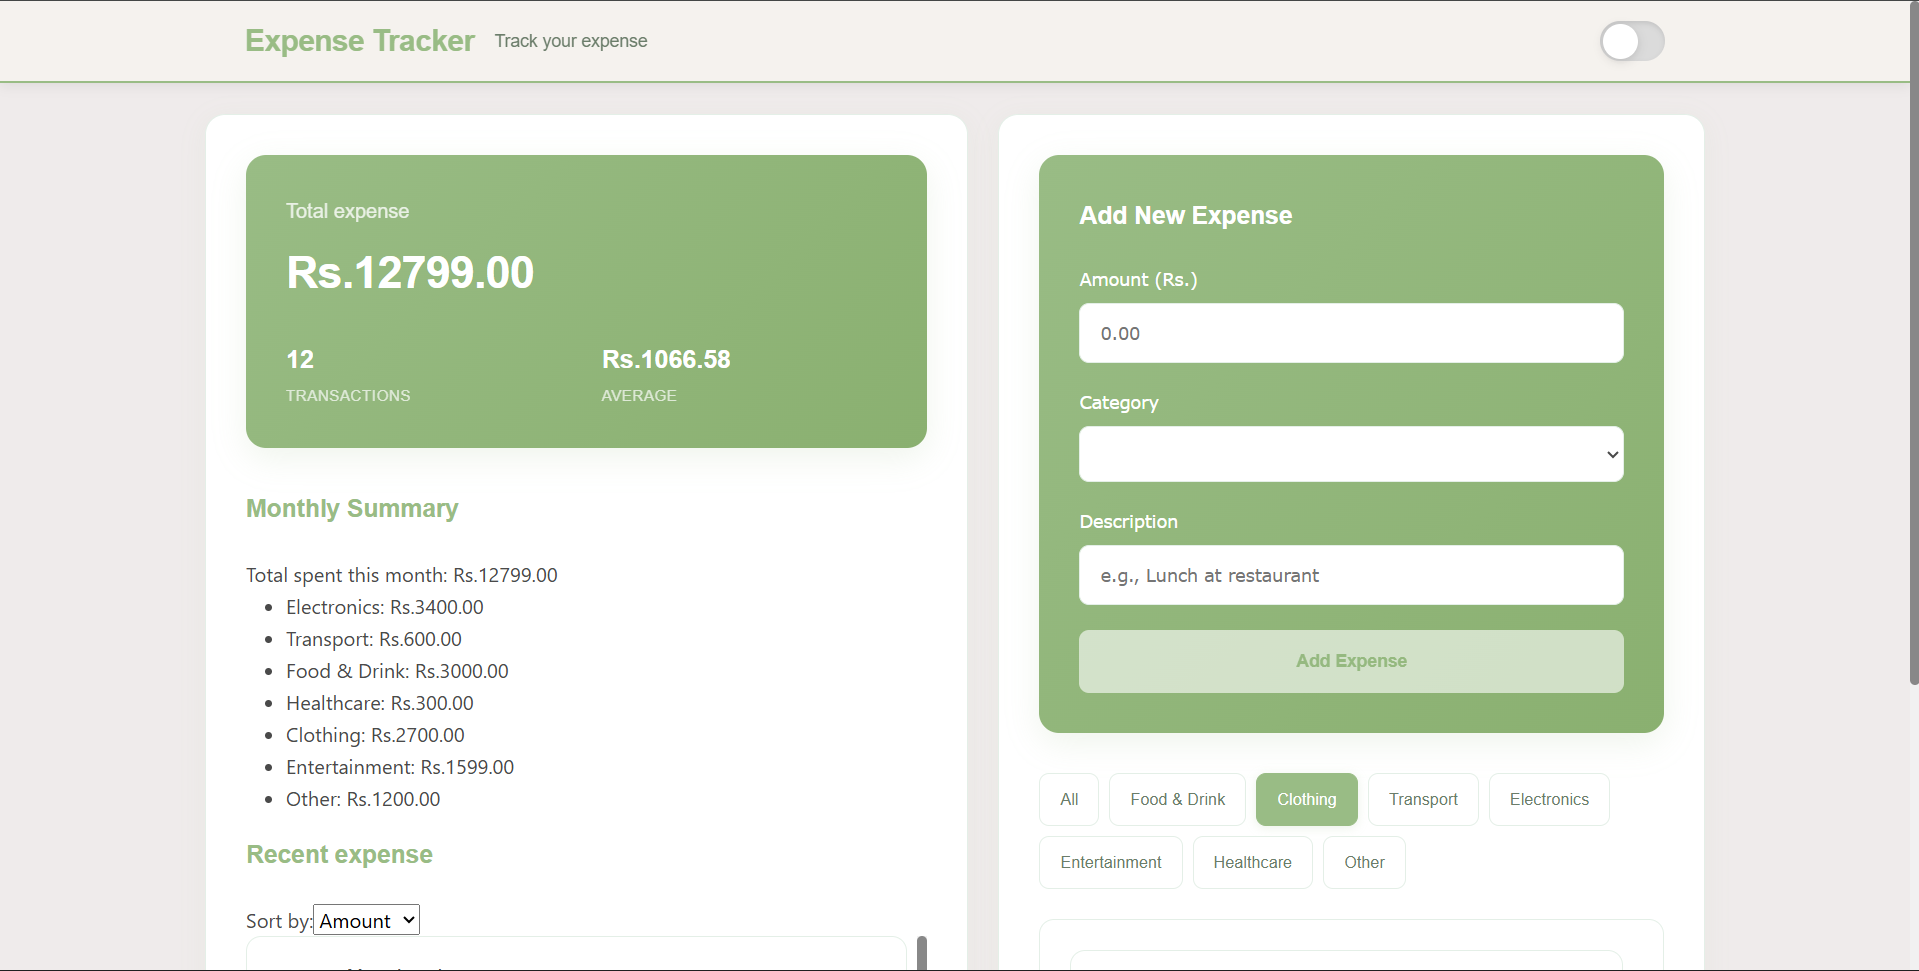 Expense Tracker
Track your expense
Total expense
Rs.12799.00
12
Rs.1066.58
TRANSACTIONS
AVERAGE
Monthly Summary
Total spent this month: Rs.12799.00
• Electronics: Rs.3400.00
• Transport: Rs.600.00
• Food & Drink: Rs.3000.00
• Healthcare: Rs.300.00
• Clothing: Rs.2700.00
• Entertainment: Rs.1599.00
• Other: Rs.1200.00
Recent expense
Sort by: Amount
Add New Expense
Amount (Rs.)
0.00
Category
Description
e.g., Lunch at restaurant
Add Expense
All
Food & Drink
Clothing
Transport
Electronics
Entertainment
Healthcare
Other